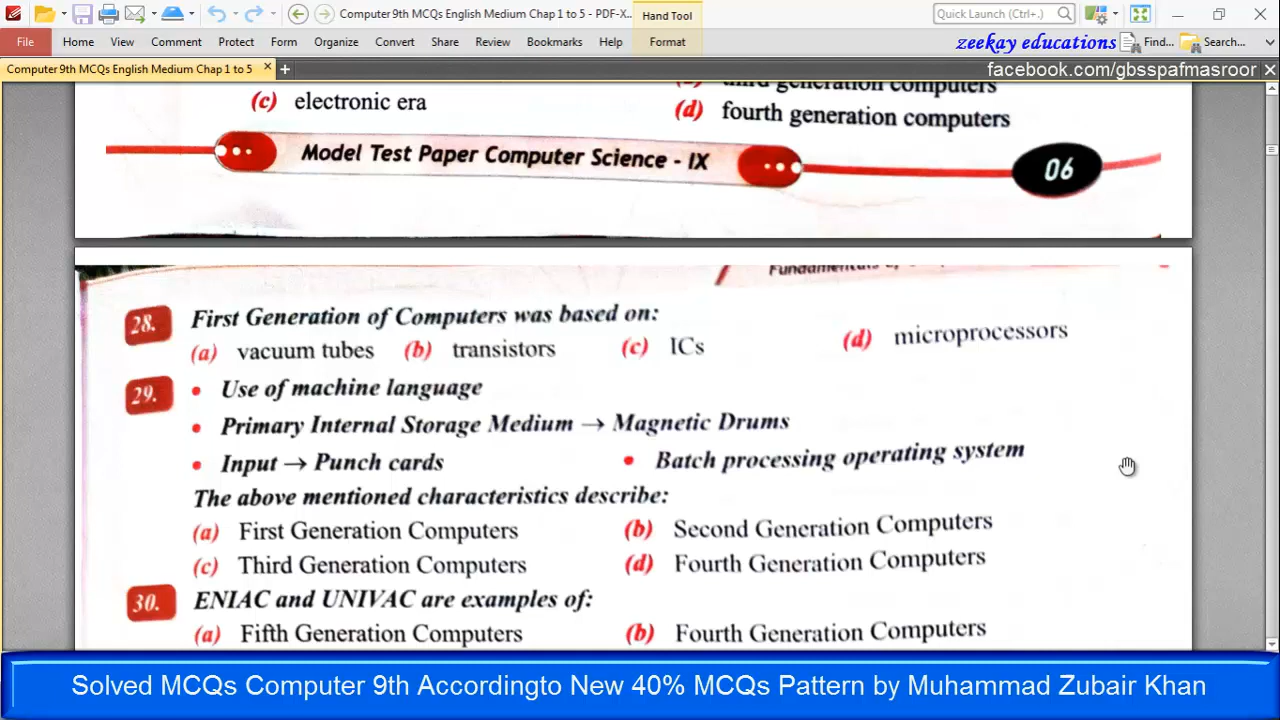 Computer 9th MCQs English Medium Chap 1 to 5 - PDF-X...
Hand Tool
Quick Launch (Ctrl+.)
File Home View Comment Protect Form Organize Convert Share Review Bookmarks Help Format
zeekay educations
Find... Search...
Computer 9th MCQs English Medium Chap 1 to 5
facebook.com/gbsspafmasroor
third generation computers
(c) electronic era
(d) fourth generation computers
Model Test Paper Computer Science - IX
06
28. First Generation of Computers was based on:
(a) vacuum tubes (b) transistors (c) ICs (d) microprocessors
29. • Use of machine language
• Primary Internal Storage Medium → Magnetic Drums
• Input → Punch cards • Batch processing operating system
The above mentioned characteristics describe:
(a) First Generation Computers (b) Second Generation Computers
(c) Third Generation Computers (d) Fourth Generation Computers
30. ENIAC and UNIVAC are examples of:
(a) Fifth Generation Computers (b) Fourth Generation Computers
Solved MCQs Computer 9th Accordingto New 40% MCQs Pattern by Muhammad Zubair Khan